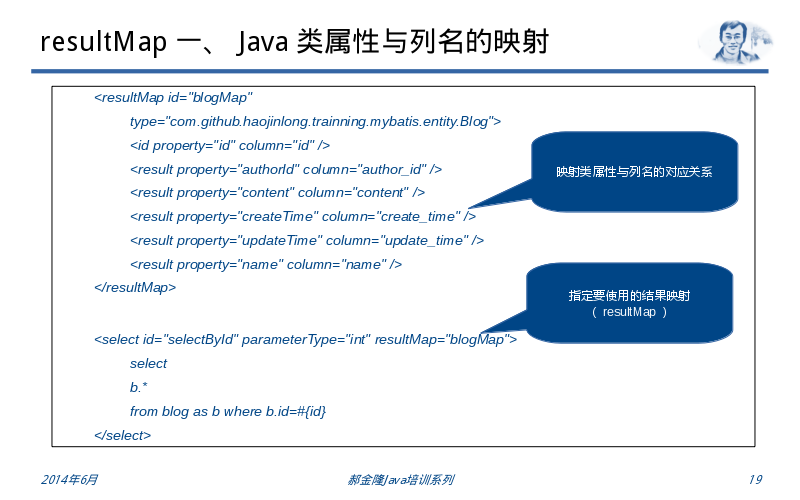 resultMap 一、 Java 类属性与列名的映射
<resultMap id="blogMap"
type="com.github.haojinlong.trainning.mybatis.entity.Blog">
<id property="id" column="id" />
<result property="authorId" column="author_id" />
<result property="content" column="content" />
<result property="createTime" column="create_time" />
<result property="updateTime" column="update_time" />
<result property="name" column="name" />
</resultMap>
映射类属性与列名的对应关系
指定要使用的结果映射
( resultMap )
<select id="selectById" parameterType="int" resultMap="blogMap">
select
b.*
from blog as b where b.id=#{id}
</select>
2014年6月
郝金隆Java培训系列
19